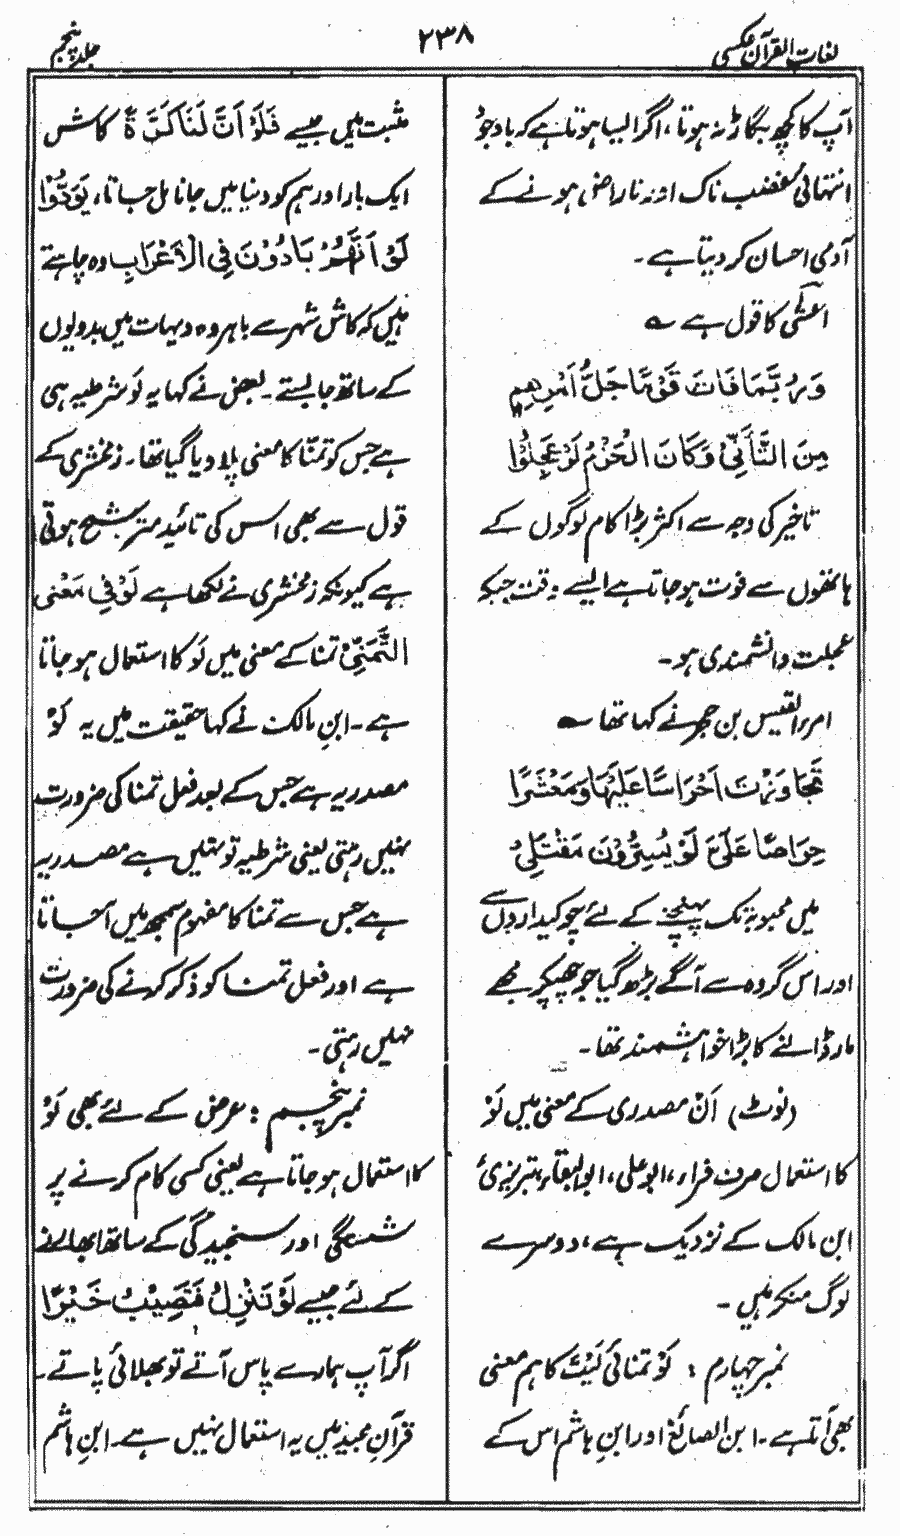 لغات القرآن عکسی
۲۳۸
جلد پنجم
آپ کا کچھ بگاڑ نہ ہوتا، اگر ایسا ہوتا ہے کہ باوجود
انتہائی غضب ناک اور ناراض ہونے کے
آدمی احسان کر دیتا ہے۔
اعشیٰ کا قول ہے ؎
وَرُبَّمَا فَاتَ قَوْمًا جَلُّ اَمْرِهِمِ
مِنَ التَّأَنِّيْ وَكَانَ الْحَزْمُ لَوْ عَجِلُوْا
تاخیر کی وجہ سے اکثر بڑا کام لوگوں کے
ہاتھوں سے فوت ہو جاتا ہے ایسے وقت جبکہ
عجلت دانشمندی ہو۔
امرء القیس بن حجر نے کہا تھا ؎
تَجَاوَزْتَ اَحْرَاسًا عَلَيْهَا وَمَعْشَرًا
حِرَاصًا عَلَیَّ لَوْ يُسِرُّوْنَ مَقْتَلِيْ
میں محبوبہ تک پہنچنے کے لئے چوکیداروں سے
اور اس گروہ سے آگے بڑھ گیا جو چھپکر مجھے
مار ڈالنے کا بڑا خواہشمند تھا۔
(نوٹ) اَنْ مصدری کے معنی میں لَوْ
کا استعمال صرف فراء، ابو علی، ابو البقاء، تبریزی
ابن مالک کے نزدیک ہے، دوسرے
لوگ منکر ہیں۔
نمبر چہارم : لَوْ تمنائی لَيْتَ کا ہم معنی
بھی آتا ہے۔ ابن الصائغ اور ابنِ ہاشم اس کے
مثبت ہیں جیسے فَلَوْ اَنَّ لَنَا كَرَّةً کاش
ایک بار اور ہم کو دنیا میں جانا مل جاتا، يَوَدُّوْا
لَوْ اَنَّهُمْ بَادُوْنَ فِي الْاَعْرَابِ وہ چاہتے
ہیں کہ کاش شہر سے باہر وہ دیہات میں بدویوں
کے ساتھ جا بستے۔ بعض نے کہا یہ لَو شرطیہ ہی
ہے جس کو تمنّا کا معنی پلا دیا گیا تھا۔ زمخشری کے
قول سے بھی اس کی تائید مترشح ہوتی
ہے کیونکہ زمخشری نے لکھا ہے لَوْ فِي مَعْنَى
التَّمَنِّيْ تمنا کے معنی میں لَو کا استعمال ہو جاتا
ہے۔ ابنِ مالک نے کہا حقیقت میں یہ لَوْ
مصدریہ ہے جس کے بعد فعل تمنا کی ضرورت
نہیں رہتی یعنی شرطیہ تو نہیں ہے مصدریہ
ہے جس سے تمنا کا مفہوم سمجھ میں آ جاتا
ہے اور فعل تمنا کو ذکر کرنے کی ضرورت
نہیں رہتی۔
نمبر پنجم : عرض کے لئے بھی لَوْ
کا استعمال ہو جاتا ہے یعنی کسی کام کرنے پر
شستگی اور سنجیدگی کے ساتھ ابھارنے
کے لئے جیسے لَوْ تَنْزِلُ فَتُصِيْبُ خَيْرًا
اگر آپ ہمارے پاس آتے تو بھلائی پاتے۔
قرآنِ مجید میں یہ استعمال نہیں ہے۔ ابنِ ہاشم